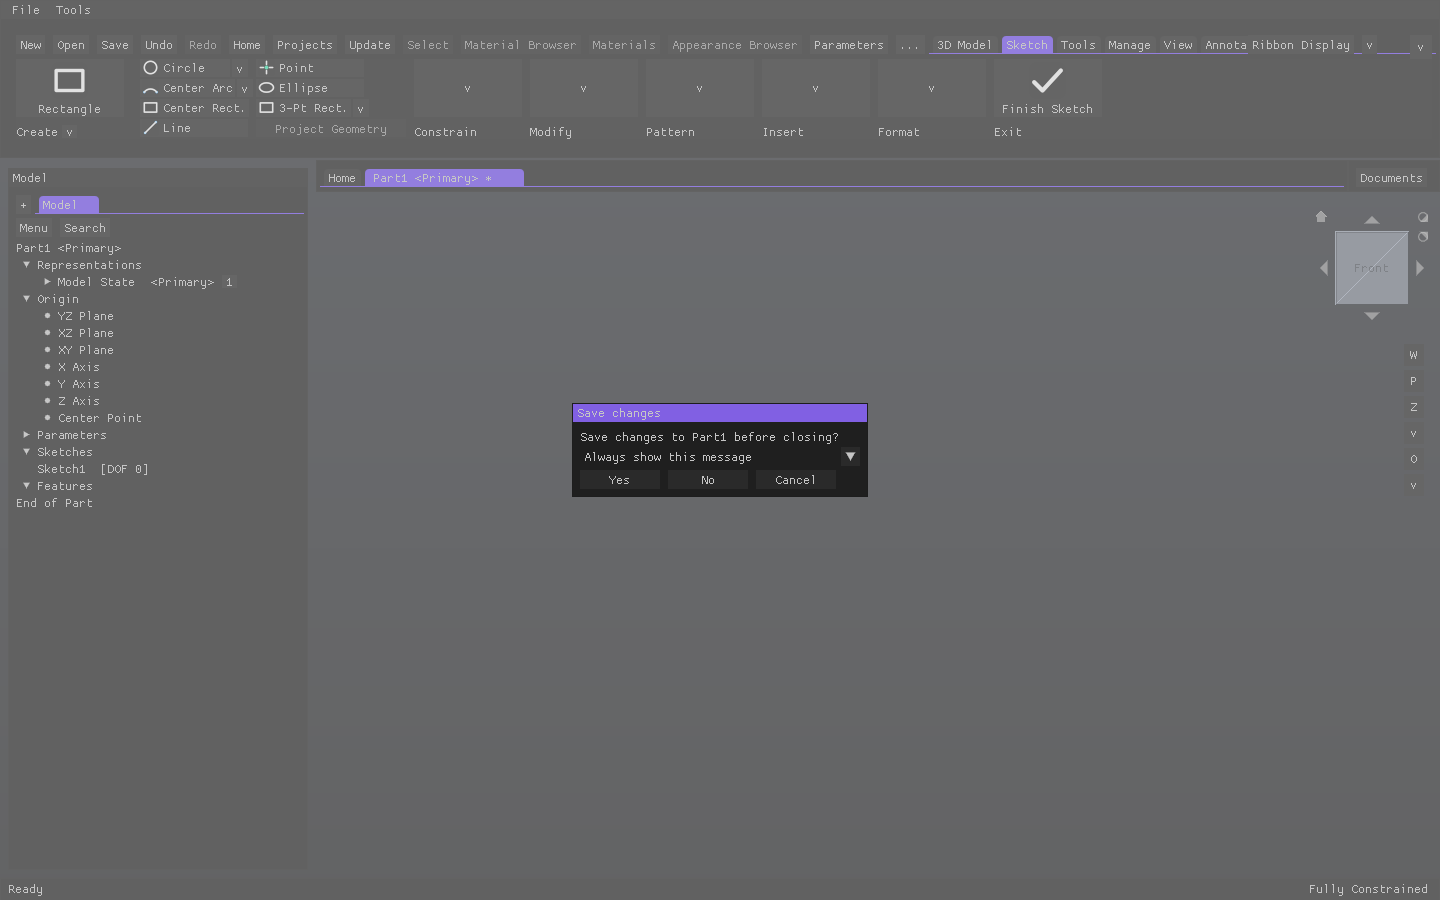 File Tools
New Open Save Undo Redo Home Projects Update Select Material Browser Materials Appearance Browser Parameters ... 3D Model Sketch Tools Manage View Annota Ribbon Display v v
Rectangle
Create v
Circle v
Center Arc v
Center Rect.
Line
Point
Ellipse
3-Pt Rect. v
Project Geometry
v
Constrain
v
Modify
v
Pattern
v
Insert
v
Format
Finish Sketch
Exit
Model
+ Model
Menu Search
Part1 <Primary>
Representations
Model State <Primary> 1
Origin
YZ Plane
XZ Plane
XY Plane
X Axis
Y Axis
Z Axis
Center Point
Parameters
Sketches
Sketch1 [DOF 0]
Features
End of Part
Home Part1 <Primary> * Documents
Front
W
P
Z
v
O
v
Save changes
Save changes to Part1 before closing?
Always show this message
Yes No Cancel
Ready Fully Constrained